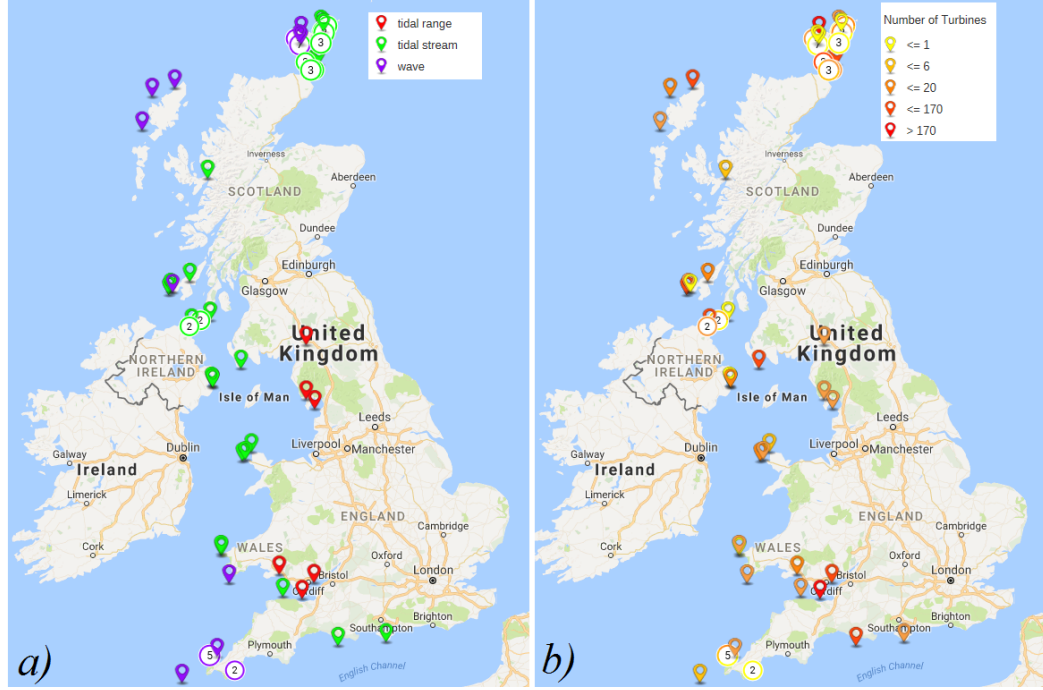 tidal range
tidal stream
wave
3
7
3
Inverness
SCOTLAND
Aberdeen
Dundee
Edinburgh
Glasgow
2
2
United
Kingdom
NORTHERN
IRELAND
Isle of Man
Leeds
Dublin
Liverpool
Manchester
Galway
Ireland
Limerick
ENGLAND
Cambridge
Cork
WALES
Oxford
London
Bristol
Cardiff
Brighton
Southampton
Plymouth
5
2
English Channel
a)
Number of Turbines
<= 1
<= 6
<= 20
<= 170
> 170
3
7
3
Inverness
SCOTLAND
Aberdeen
Dundee
Edinburgh
Glasgow
2
2
United
Kingdom
NORTHERN
IRELAND
Isle of Man
Leeds
Dublin
Liverpool
Manchester
Galway
Ireland
Limerick
ENGLAND
Cambridge
Cork
WALES
Oxford
London
Bristol
Cardiff
Brighton
Southampton
Plymouth
5
2
English Channel
b)